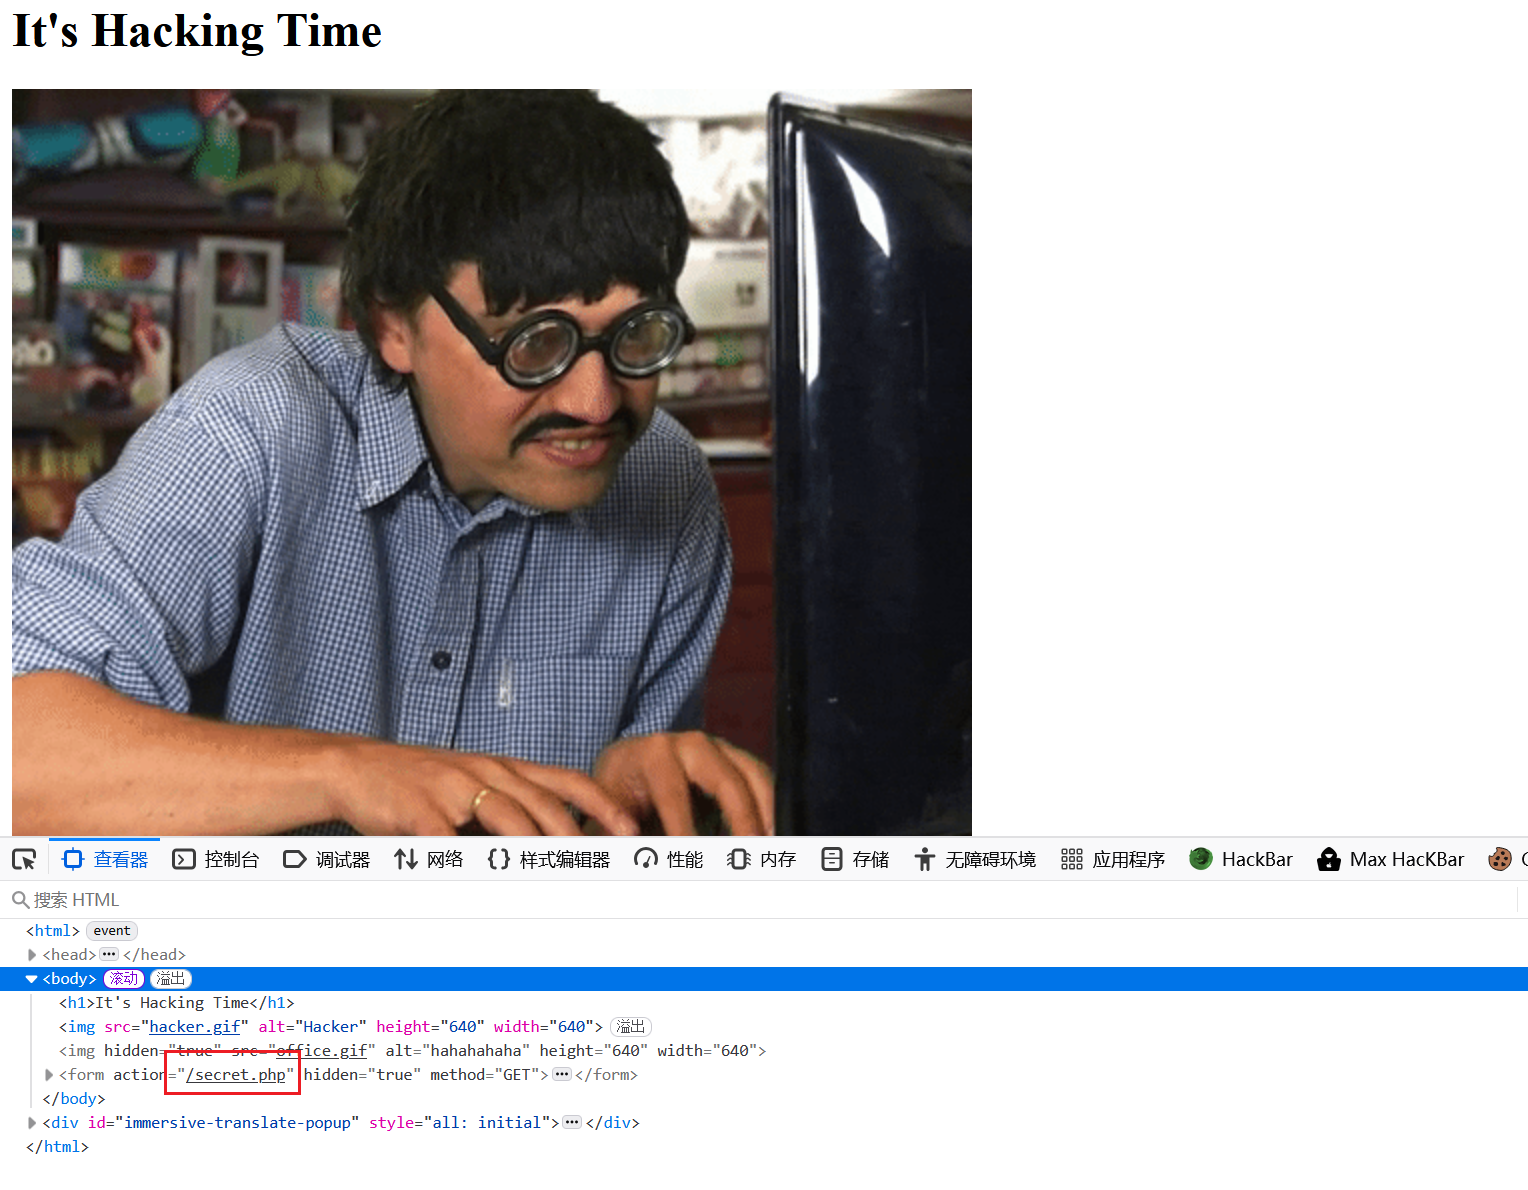 It's Hacking Time
查看器 控制台 调试器 网络 样式编辑器 性能 内存 存储 无障碍环境 应用程序 HackBar Max HacKBar
搜索 HTML
<html> event
<head>···</head>
<body> 滚动 溢出
<h1>It's Hacking Time</h1>
<img src="hacker.gif" alt="Hacker" height="640" width="640"> 溢出
<img hidden="true" src="office.gif" alt="hahahahaha" height="640" width="640">
<form action="/secret.php" hidden="true" method="GET">···</form>
</body>
<div id="immersive-translate-popup" style="all: initial">···</div>
</html>